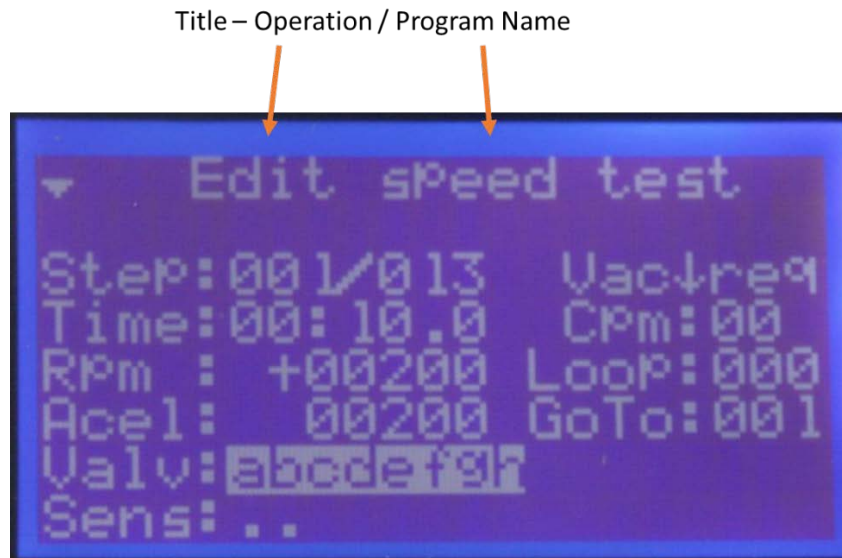 Title – Operation / Program Name
Edit speed test
Step:001/013 Vac↓req
Time:00:10.0 Cpm:00
Rpm : +00200 Loop:000
Acel: 00200 GoTo:001
Valv:abcdefgh
Sens:..